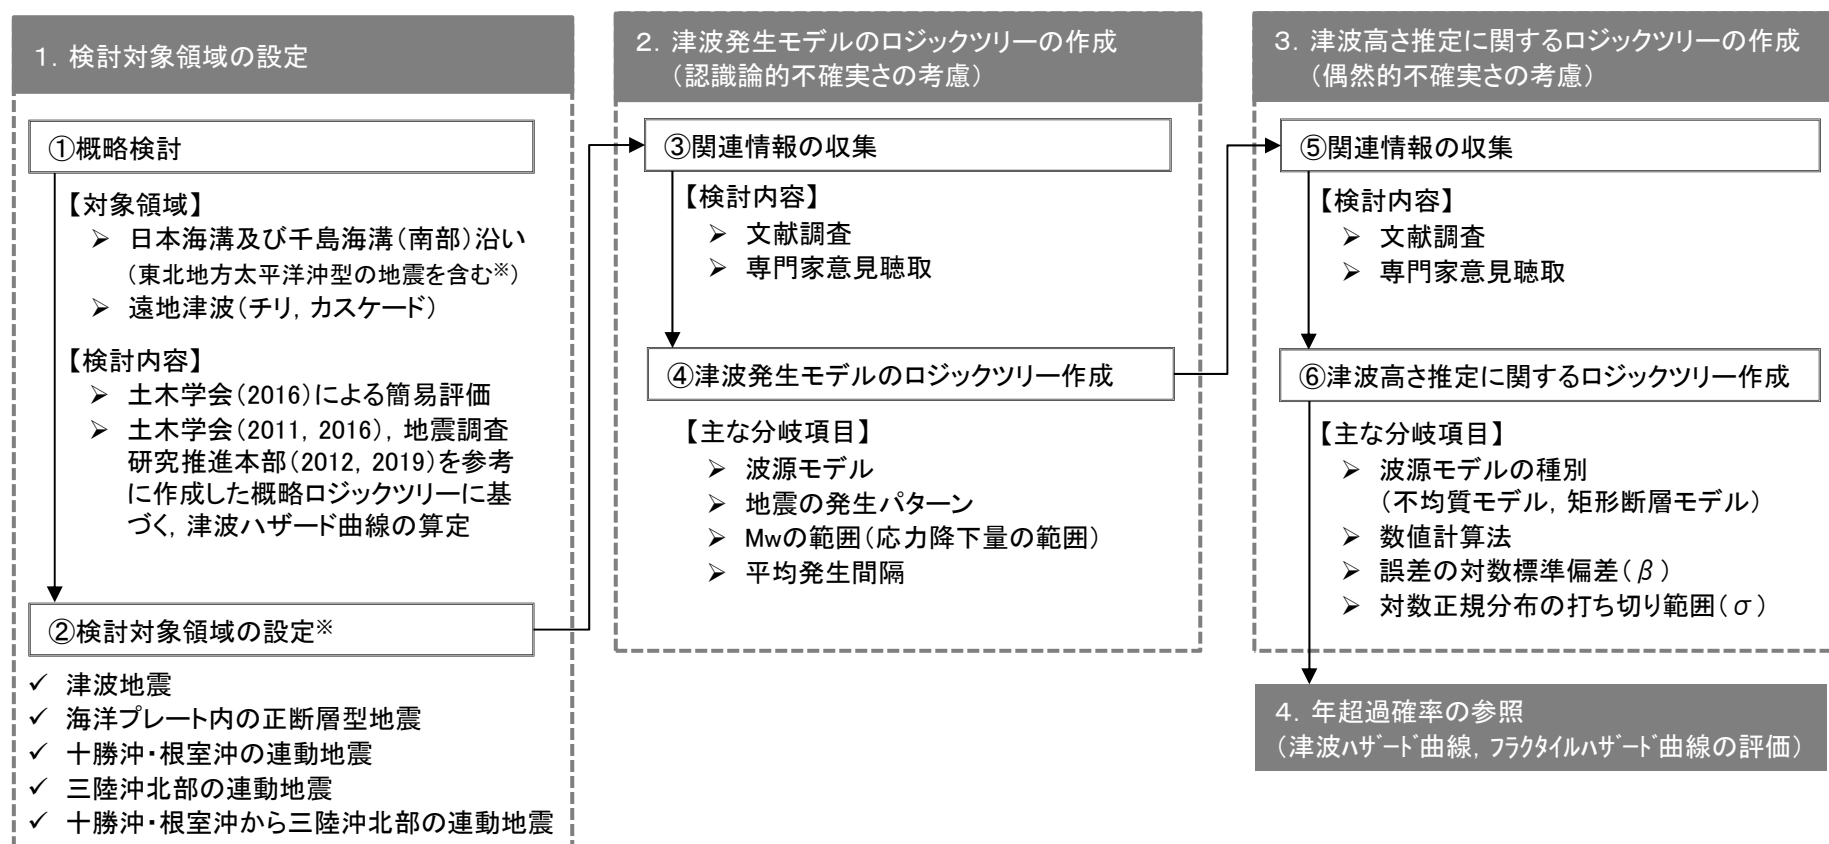 1．検討対象領域の設定
①概略検討
【対象領域】
➢ 日本海溝及び千島海溝（南部）沿い
（東北地方太平洋沖型の地震を含む※）
➢ 遠地津波（チリ，カスケード）
【検討内容】
➢ 土木学会（2016）による簡易評価
➢ 土木学会（2011，2016），地震調査
研究推進本部（2012，2019）を参考
に作成した概略ロジックツリーに基
づく，津波ハザード曲線の算定
②検討対象領域の設定※
✓ 津波地震
✓ 海洋プレート内の正断層型地震
✓ 十勝沖・根室沖の連動地震
✓ 三陸沖北部の連動地震
✓ 十勝沖・根室沖から三陸沖北部の連動地震
2．津波発生モデルのロジックツリーの作成
（認識論的不確実さの考慮）
③関連情報の収集
【検討内容】
➢ 文献調査
➢ 専門家意見聴取
④津波発生モデルのロジックツリー作成
【主な分岐項目】
➢ 波源モデル
➢ 地震の発生パターン
➢ Mwの範囲（応力降下量の範囲）
➢ 平均発生間隔
3．津波高さ推定に関するロジックツリーの作成
（偶然的不確実さの考慮）
⑤関連情報の収集
【検討内容】
➢ 文献調査
➢ 専門家意見聴取
⑥津波高さ推定に関するロジックツリー作成
【主な分岐項目】
➢ 波源モデルの種別
（不均質モデル，矩形断層モデル）
➢ 数値計算法
➢ 誤差の対数標準偏差（β）
➢ 対数正規分布の打ち切り範囲（σ）
4．年超過確率の参照
（津波ﾊｻﾞｰﾄﾞ曲線，ﾌﾗｸﾀｲﾙﾊｻﾞｰﾄﾞ曲線の評価）